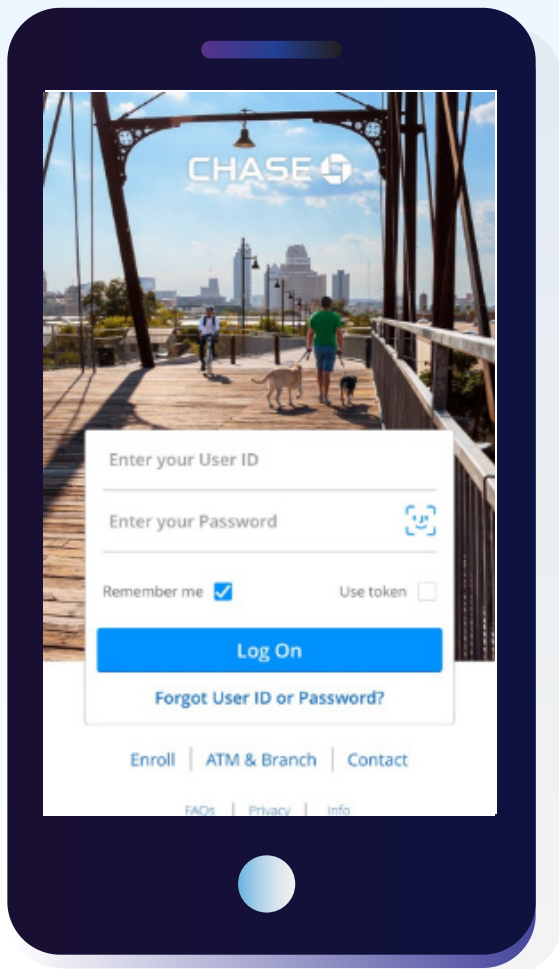 CHASE
Enter your User ID
Enter your Password
Remember me
Use token
Log On
Forgot User ID or Password?
Enroll | ATM & Branch | Contact
FAQs | Privacy | Info